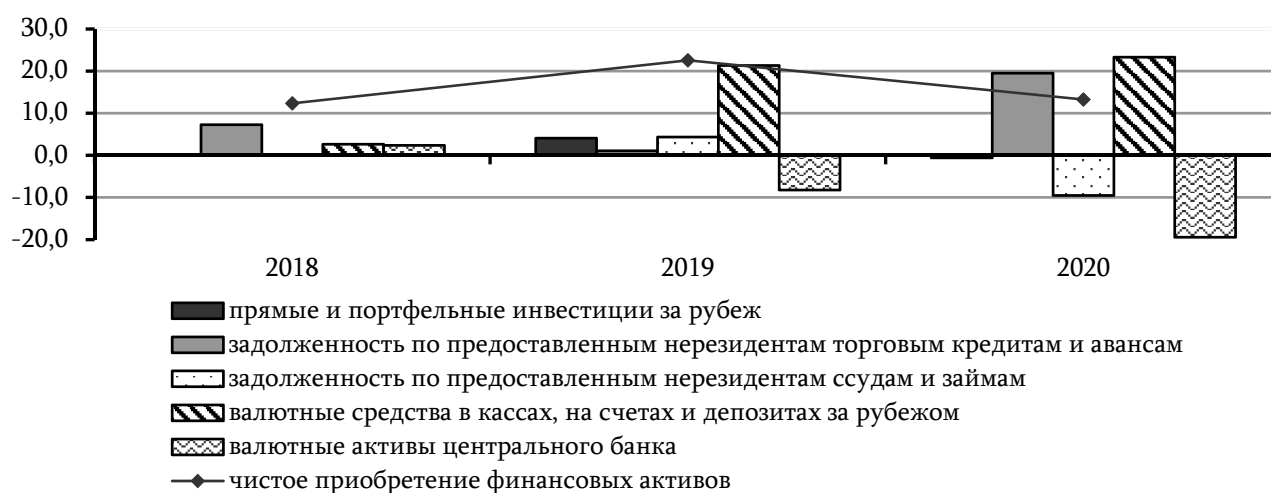 30,0
20,0
10,0
0,0
-10,0
-20,0
2018 2019 2020
прямые и портфельные инвестиции за рубеж
задолженность по предоставленным нерезидентам торговым кредитам и авансам
задолженность по предоставленным нерезидентам ссудам и займам
валютные средства в кассах, на счетах и депозитах за рубежом
валютные активы центрального банка
чистое приобретение финансовых активов